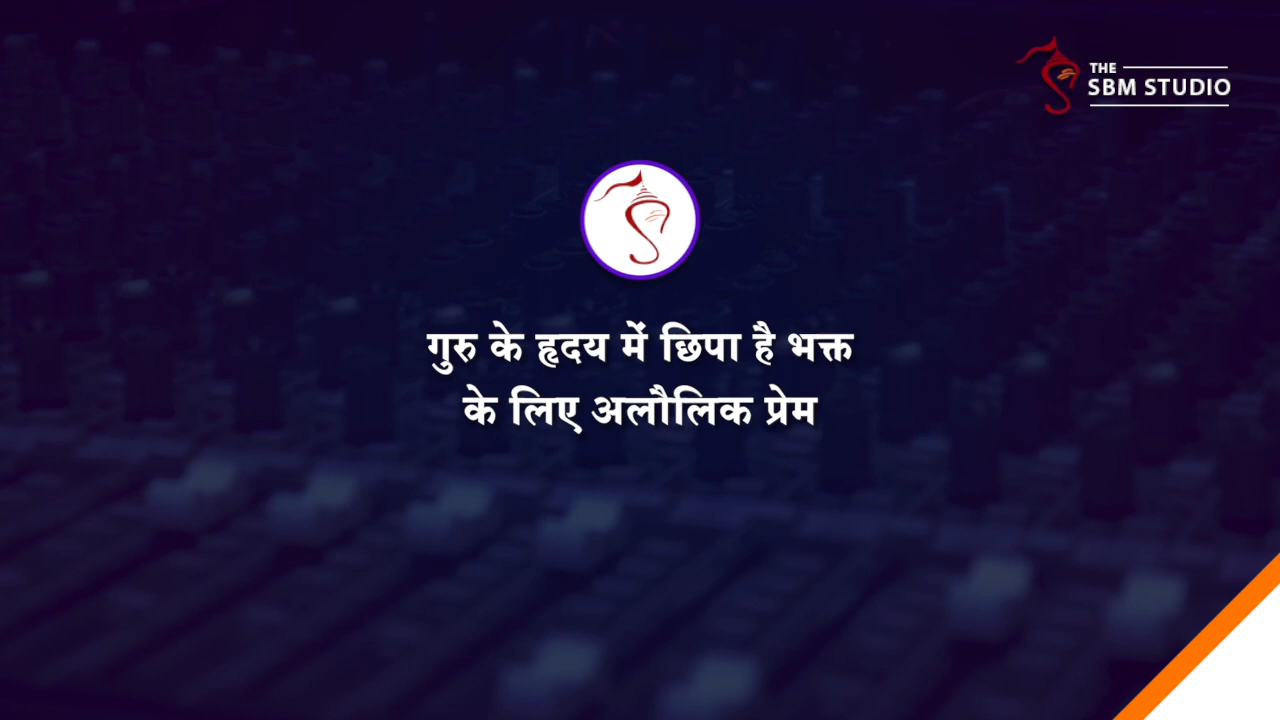 THE
SBM STUDIO
गुरु के हृदय में छिपा है भक्त
के लिए अलौलिक प्रेम